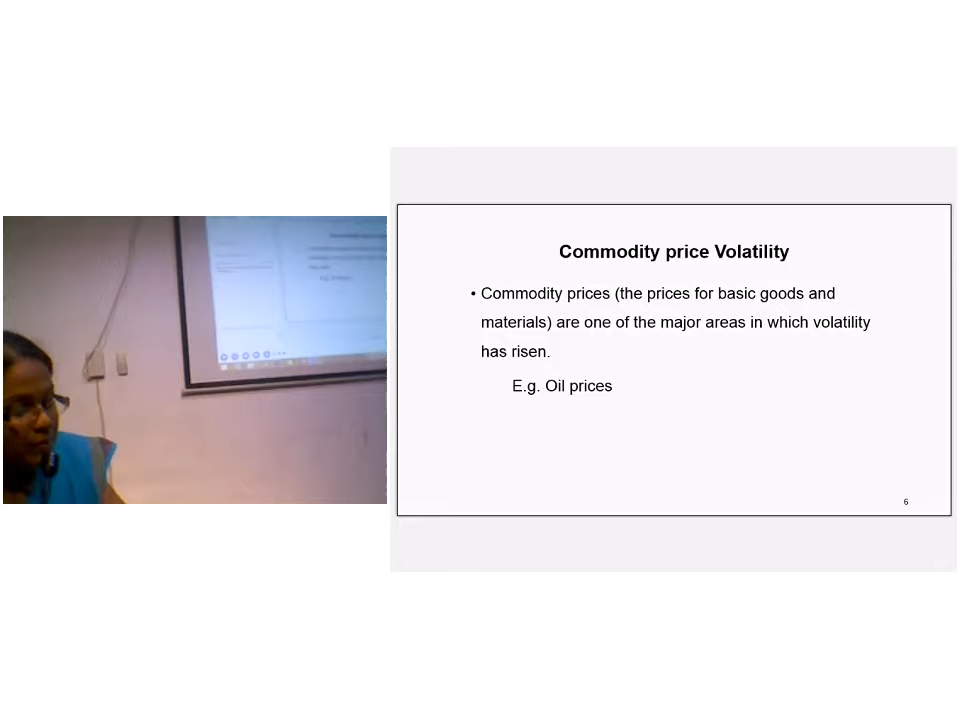 Commodity price Volatility
• Commodity prices (the prices for basic goods and
materials) are one of the major areas in which volatility
has risen.
E.g. Oil prices
6